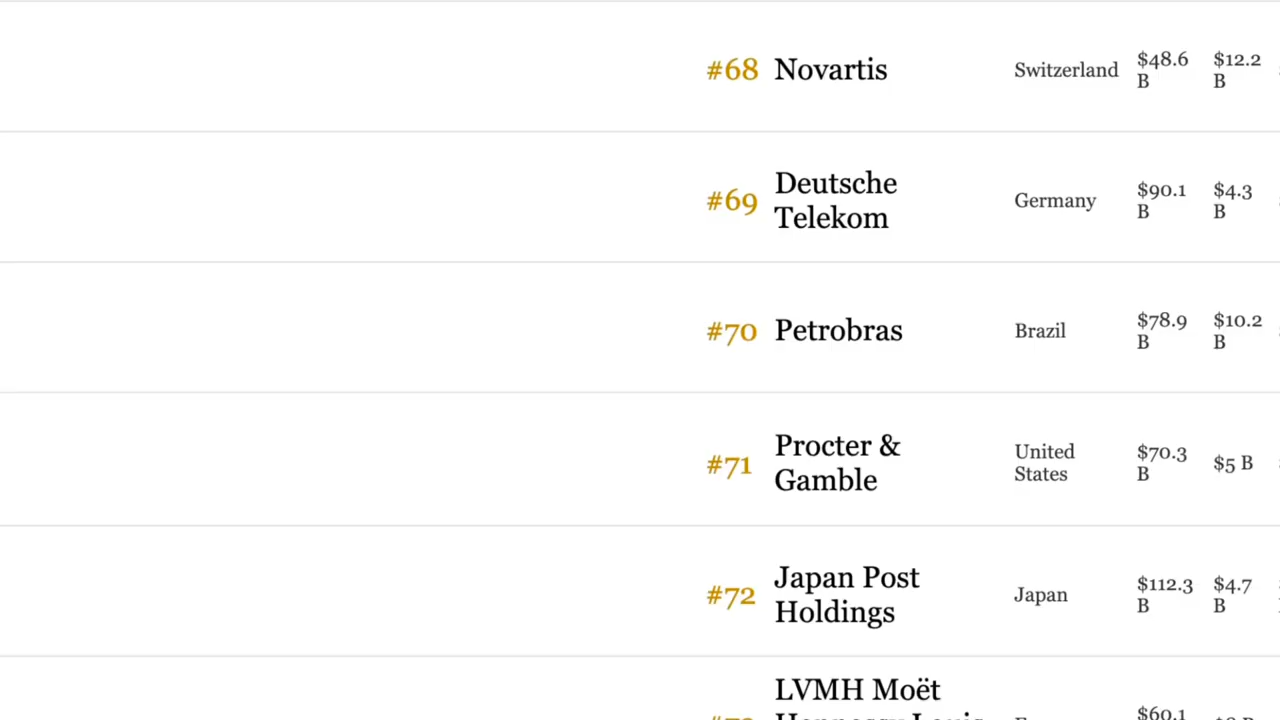 #68 Novartis Switzerland $48.6 B $12.2 B
#69 Deutsche Telekom Germany $90.1 B $4.3 B
#70 Petrobras Brazil $78.9 B $10.2 B
#71 Procter & Gamble United States $70.3 B $5 B
#72 Japan Post Holdings Japan $112.3 B $4.7 B
LVMH Moët
$60.1